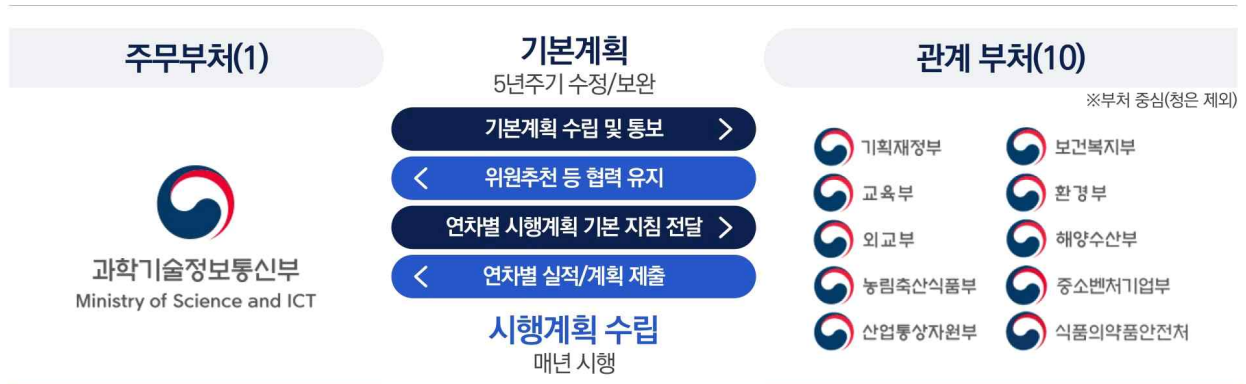 주무부처(1)
과학기술정보통신부
Ministry of Science and ICT
기본계획
5년주기 수정/보완
기본계획 수립 및 통보 >
< 위원추천 등 협력 유지
연차별 시행계획 기본 지침 전달 >
< 연차별 실적/계획 제출
시행계획 수립
매년 시행
관계 부처(10)
※부처 중심(청은 제외)
기획재정부
보건복지부
교육부
환경부
외교부
해양수산부
농림축산식품부
중소벤처기업부
산업통상자원부
식품의약품안전처